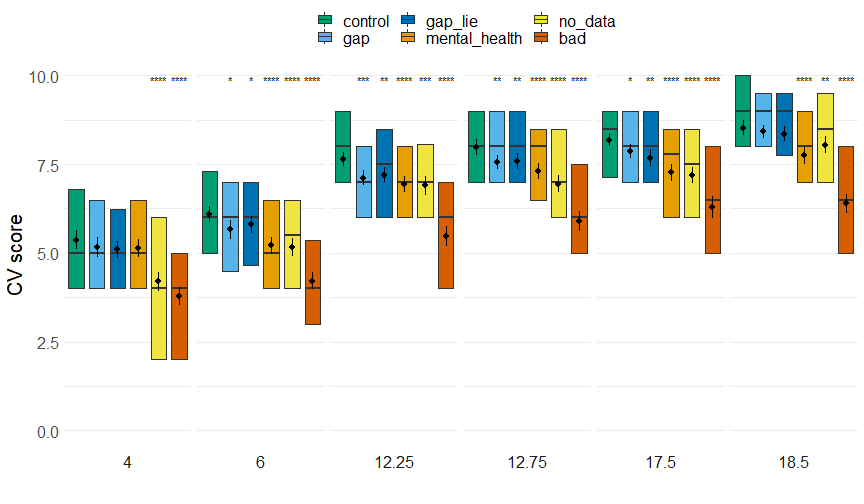 control gap_lie no_data
gap mental_health bad
10.0
**** **** * * **** **** **** *** ** **** *** **** ** ** **** **** **** * ** **** **** **** **** ** ****
7.5
CV score
5.0
2.5
0.0
4 6 12.25 12.75 17.5 18.5